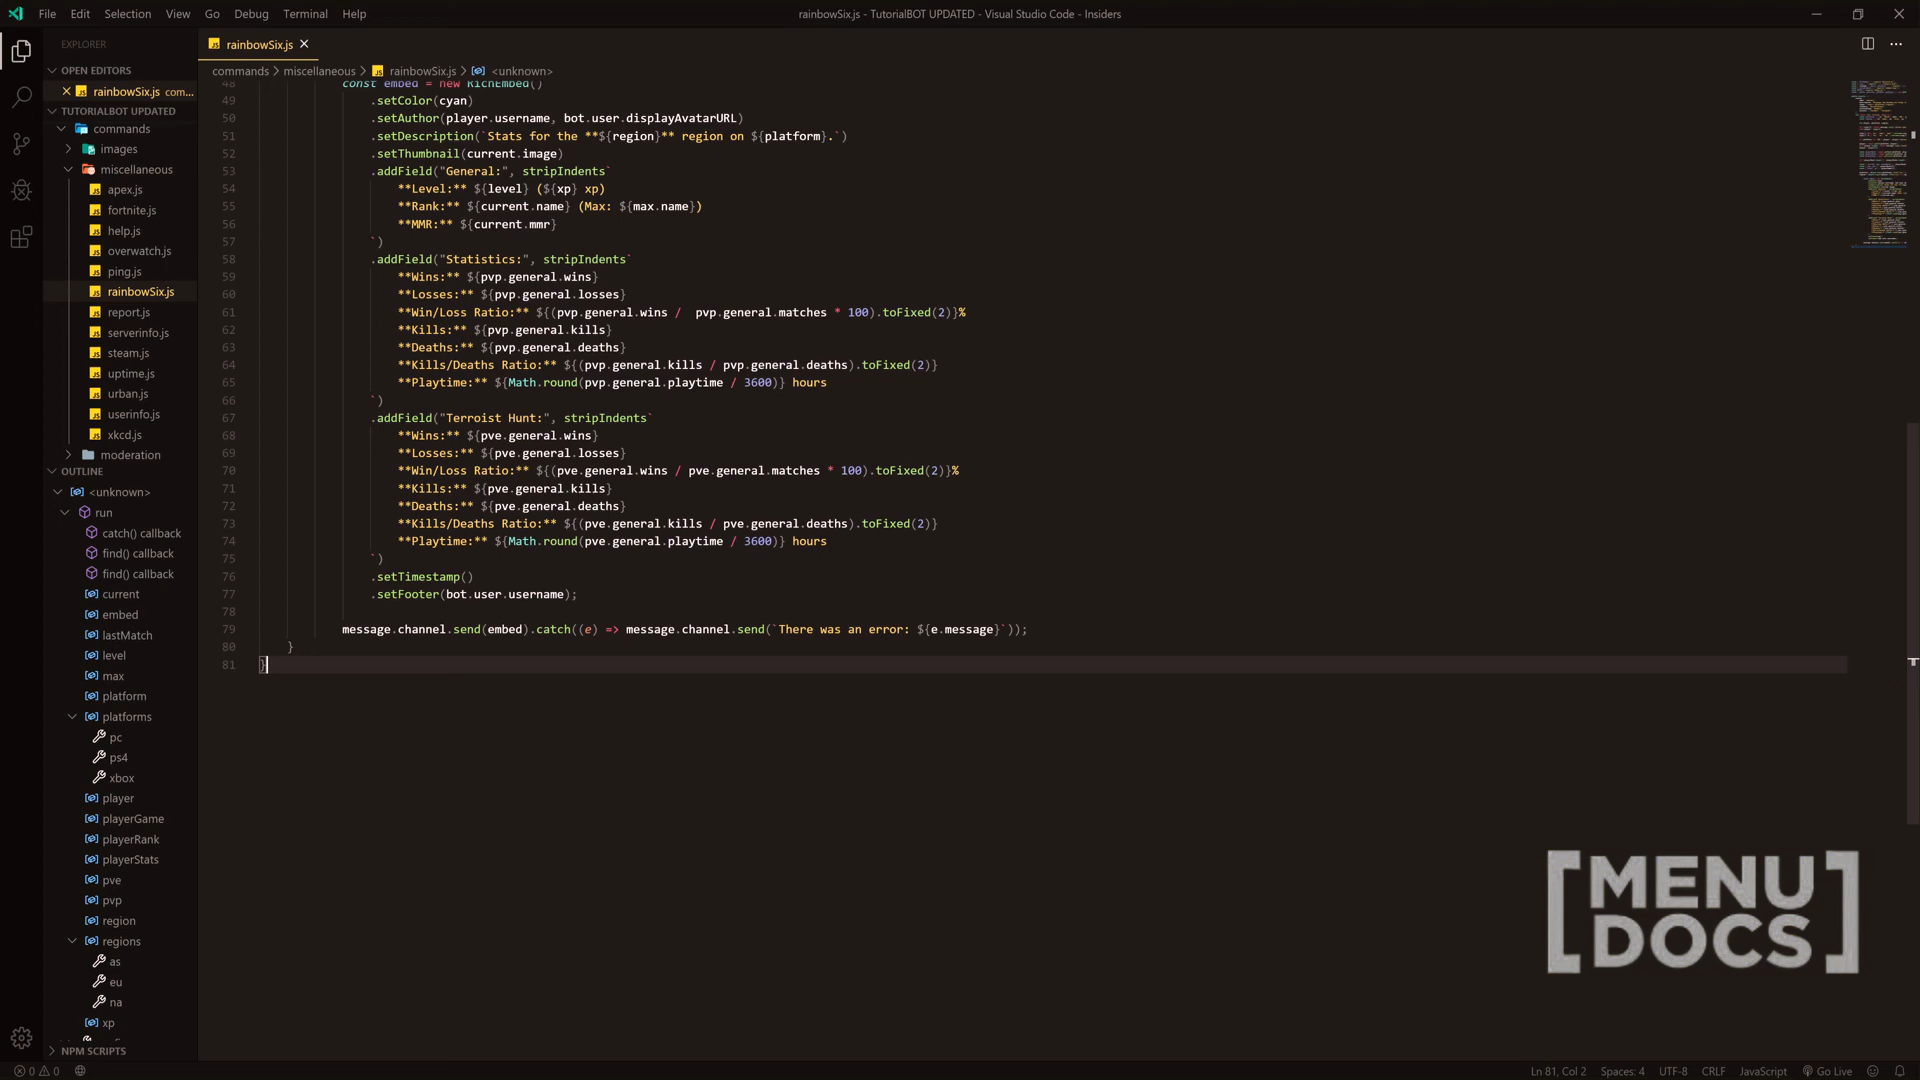 File Edit Selection View Go Debug Terminal Help
rainbowSix.js - TutorialBOT UPDATED - Visual Studio Code - Insiders
EXPLORER
OPEN EDITORS
rainbowSix.js com...
TUTORIALBOT UPDATED
commands
images
miscellaneous
apex.js
fortnite.js
help.js
overwatch.js
ping.js
rainbowSix.js
report.js
serverinfo.js
steam.js
uptime.js
urban.js
userinfo.js
xkcd.js
moderation
OUTLINE
<unknown>
run
catch() callback
find() callback
find() callback
current
embed
lastMatch
level
max
platform
platforms
pc
ps4
xbox
player
playerGame
playerRank
playerStats
pve
pvp
region
regions
as
eu
na
xp
NPM SCRIPTS
rainbowSix.js
commands > miscellaneous > rainbowSix.js > <unknown>
48 const embed = new RichEmbed()
49 .setColor(cyan)
50 .setAuthor(player.username, bot.user.displayAvatarURL)
51 .setDescription(`Stats for the **${region}** region on ${platform}.`)
52 .setThumbnail(current.image)
53 .addField("General:", stripIndents`
54 **Level:** ${level} (${xp} xp)
55 **Rank:** ${current.name} (Max: ${max.name})
56 **MMR:** ${current.mmr}
57 `)
58 .addField("Statistics:", stripIndents`
59 **Wins:** ${pvp.general.wins}
60 **Losses:** ${pvp.general.losses}
61 **Win/Loss Ratio:** ${(pvp.general.wins /  pvp.general.matches * 100).toFixed(2)}%
62 **Kills:** ${pvp.general.kills}
63 **Deaths:** ${pvp.general.deaths}
64 **Kills/Deaths Ratio:** ${(pvp.general.kills / pvp.general.deaths).toFixed(2)}
65 **Playtime:** ${Math.round(pvp.general.playtime / 3600)} hours
66 `)
67 .addField("Terroist Hunt:", stripIndents`
68 **Wins:** ${pve.general.wins}
69 **Losses:** ${pve.general.losses}
70 **Win/Loss Ratio:** ${(pve.general.wins / pve.general.matches * 100).toFixed(2)}%
71 **Kills:** ${pve.general.kills}
72 **Deaths:** ${pve.general.deaths}
73 **Kills/Deaths Ratio:** ${(pve.general.kills / pve.general.deaths).toFixed(2)}
74 **Playtime:** ${Math.round(pve.general.playtime / 3600)} hours
75 `)
76 .setTimestamp()
77 .setFooter(bot.user.username);
78
79 message.channel.send(embed).catch((e) => message.channel.send(`There was an error: ${e.message}`));
80 }
81 }
[MENU
DOCS]
0 0
Ln 81, Col 2 Spaces: 4 UTF-8 CRLF JavaScript Go Live